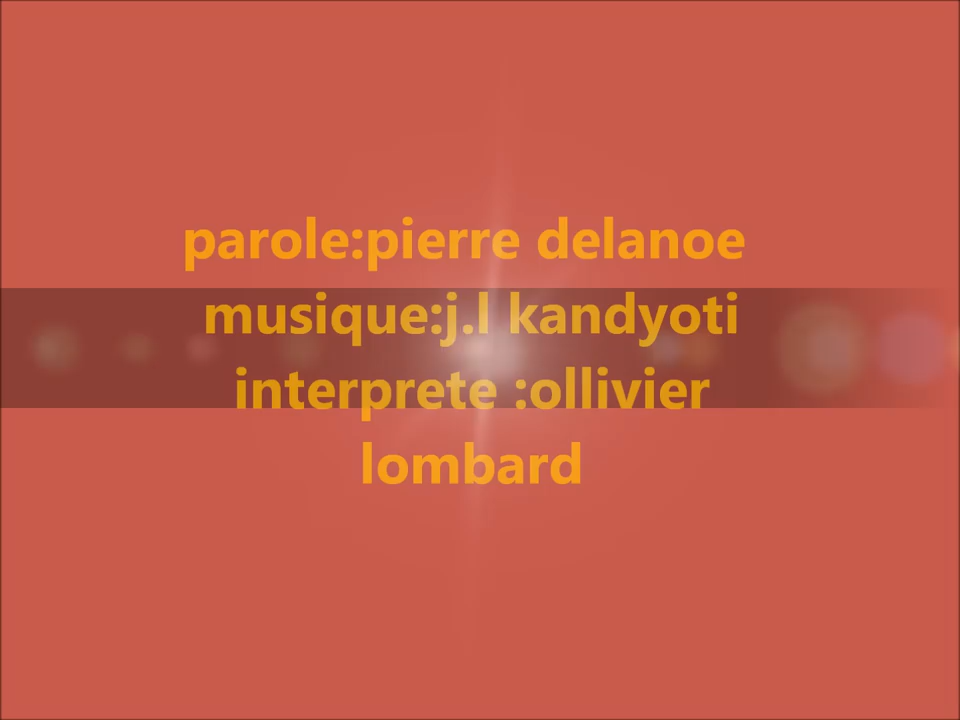 parole:pierre delanoe
musique:j.l kandyoti
interprete :ollivier
lombard